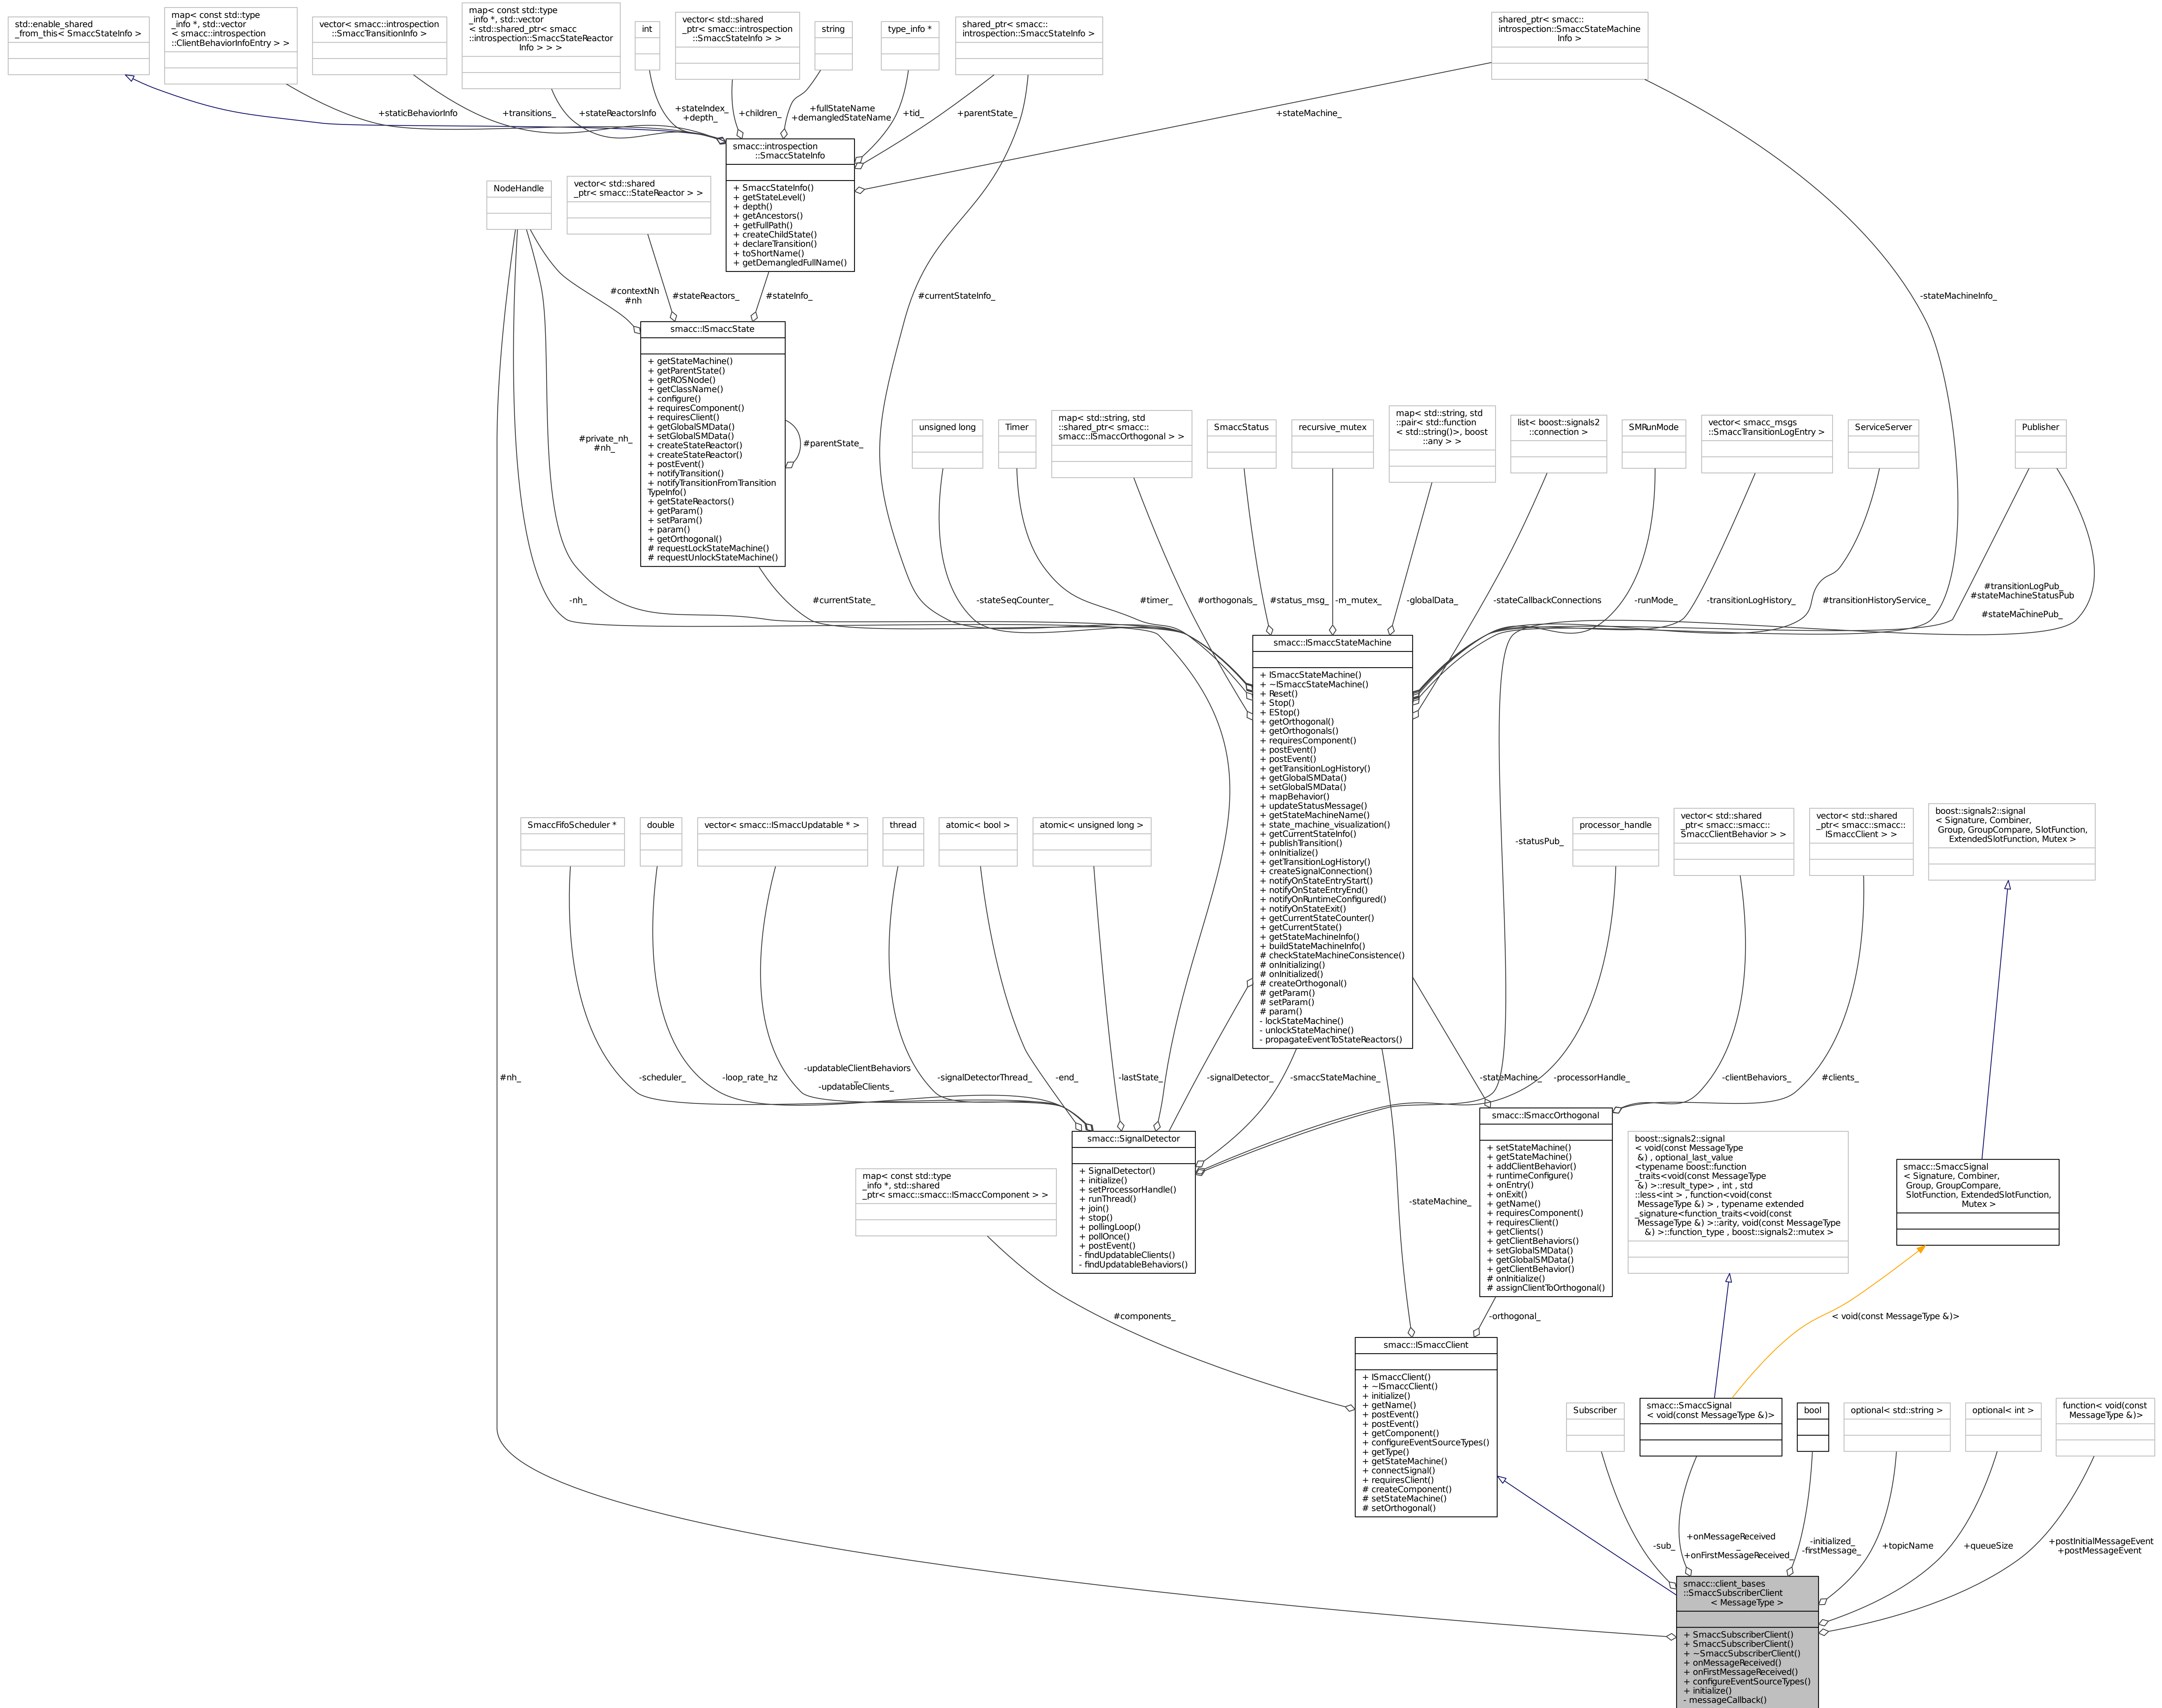 std::enable_shared
_from_this< SmaccStateInfo >
map< const std::type
_info *, std::vector
< smacc::introspection
::ClientBehaviorInfoEntry > >
vector< smacc::introspection
::SmaccTransitionInfo >
map< const std::type
_info *, std::vector
< std::shared_ptr< smacc
::introspection::SmaccStateReactor
Info > > >
int
vector< std::shared
_ptr< smacc::introspection
::SmaccStateInfo > >
string
type_info *
shared_ptr< smacc::
introspection::SmaccStateInfo >
shared_ptr< smacc::
introspection::SmaccStateMachine
Info >
+staticBehaviorInfo
+transitions_
+stateReactorsInfo
+stateIndex_
+depth_
+children_
+fullStateName
+demangledStateName
+tid_
+parentState_
+stateMachine_
smacc::introspection
::SmaccStateInfo
+ SmaccStateInfo()
+ getStateLevel()
+ depth()
+ getAncestors()
+ getFullPath()
+ createChildState()
+ declareTransition()
+ toShortName()
+ getDemangledFullName()
NodeHandle
vector< std::shared
_ptr< smacc::StateReactor > >
#contextNh
#nh
#stateReactors_
#stateInfo_
#currentStateInfo_
-stateMachineInfo_
smacc::ISmaccState
+ getStateMachine()
+ getParentState()
+ getROSNode()
+ getClassName()
+ configure()
+ requiresComponent()
+ requiresClient()
+ getGlobalSMData()
+ setGlobalSMData()
+ createStateReactor()
+ createStateReactor()
+ postEvent()
+ notifyTransition()
+ notifyTransitionFromTransition
TypeInfo()
+ getStateReactors()
+ getParam()
+ setParam()
+ param()
+ getOrthogonal()
# requestLockStateMachine()
# requestUnlockStateMachine()
#private_nh_
#nh_
#parentState_
unsigned long
Timer
map< std::string, std
::shared_ptr< smacc::
smacc::ISmaccOrthogonal > >
SmaccStatus
recursive_mutex
map< std::string, std
::pair< std::function
< std::string()>, boost
::any > >
list< boost::signals2
::connection >
SMRunMode
vector< smacc_msgs
::SmaccTransitionLogEntry >
ServiceServer
Publisher
-nh_
#currentState_
-stateSeqCounter_
#timer_
#orthogonals_
#status_msg_
-m_mutex_
-globalData_
-stateCallbackConnections
-runMode_
-transitionLogHistory_
#transitionHistoryService_
#transitionLogPub_
#stateMachineStatusPub
_
#stateMachinePub_
smacc::ISmaccStateMachine
+ ISmaccStateMachine()
+ ~ISmaccStateMachine()
+ Reset()
+ Stop()
+ EStop()
+ getOrthogonal()
+ getOrthogonals()
+ requiresComponent()
+ postEvent()
+ postEvent()
+ getTransitionLogHistory()
+ getGlobalSMData()
+ setGlobalSMData()
+ mapBehavior()
+ updateStatusMessage()
+ getStateMachineName()
+ state_machine_visualization()
+ getCurrentStateInfo()
+ publishTransition()
+ onInitialize()
+ getTransitionLogHistory()
+ createSignalConnection()
+ notifyOnStateEntryStart()
+ notifyOnStateEntryEnd()
+ notifyOnRuntimeConfigured()
+ notifyOnStateExit()
+ getCurrentStateCounter()
+ getCurrentState()
+ getStateMachineInfo()
+ buildStateMachineInfo()
# checkStateMachineConsistence()
# onInitializing()
# onInitialized()
# createOrthogonal()
# getParam()
# setParam()
# param()
- lockStateMachine()
- unlockStateMachine()
- propagateEventToStateReactors()
SmaccFifoScheduler *
double
vector< smacc::ISmaccUpdatable * >
thread
atomic< bool >
atomic< unsigned long >
-statusPub_
processor_handle
vector< std::shared
_ptr< smacc::smacc::
SmaccClientBehavior > >
vector< std::shared
_ptr< smacc::smacc::
ISmaccClient > >
boost::signals2::signal
< Signature, Combiner,
Group, GroupCompare, SlotFunction,
ExtendedSlotFunction, Mutex >
#nh_
-scheduler_
-loop_rate_hz
-updatableClientBehaviors
_
-updatableClients_
-signalDetectorThread_
-end_
-lastState_
-signalDetector_
-smaccStateMachine_
-stateMachine_
-processorHandle_
-clientBehaviors_
#clients_
smacc::SignalDetector
+ SignalDetector()
+ initialize()
+ setProcessorHandle()
+ runThread()
+ join()
+ stop()
+ pollingLoop()
+ pollOnce()
+ postEvent()
- findUpdatableClients()
- findUpdatableBehaviors()
smacc::ISmaccOrthogonal
+ setStateMachine()
+ getStateMachine()
+ addClientBehavior()
+ runtimeConfigure()
+ onEntry()
+ onExit()
+ getName()
+ requiresComponent()
+ requiresClient()
+ getClients()
+ getClientBehaviors()
+ setGlobalSMData()
+ getGlobalSMData()
+ getClientBehavior()
# onInitialize()
# assignClientToOrthogonal()
boost::signals2::signal
< void(const MessageType
&) , optional_last_value
<typename boost::function
_traits<void(const MessageType
&) >::result_type> , int , std
::less<int > , function<void(const
MessageType &) > , typename extended
_signature<function_traits<void(const
MessageType &) >::arity, void(const MessageType
&) >::function_type , boost::signals2::mutex >
smacc::SmaccSignal
< Signature, Combiner,
Group, GroupCompare,
SlotFunction, ExtendedSlotFunction,
Mutex >
map< const std::type
_info *, std::shared
_ptr< smacc::smacc::ISmaccComponent > >
-stateMachine_
#components_
-orthogonal_
< void(const MessageType &)>
smacc::ISmaccClient
+ ISmaccClient()
+ ~ISmaccClient()
+ initialize()
+ getName()
+ postEvent()
+ postEvent()
+ getComponent()
+ configureEventSourceTypes()
+ getType()
+ getStateMachine()
+ connectSignal()
+ requiresClient()
# createComponent()
# setStateMachine()
# setOrthogonal()
Subscriber
smacc::SmaccSignal
< void(const MessageType &)>
bool
optional< std::string >
optional< int >
function< void(const
MessageType &)>
-sub_
+onMessageReceived
_
+onFirstMessageReceived_
-initialized_
-firstMessage_
+topicName
+queueSize
+postInitialMessageEvent
+postMessageEvent
smacc::client_bases
::SmaccSubscriberClient
< MessageType >
+ SmaccSubscriberClient()
+ SmaccSubscriberClient()
+ ~SmaccSubscriberClient()
+ onMessageReceived()
+ onFirstMessageReceived()
+ configureEventSourceTypes()
+ initialize()
- messageCallback()